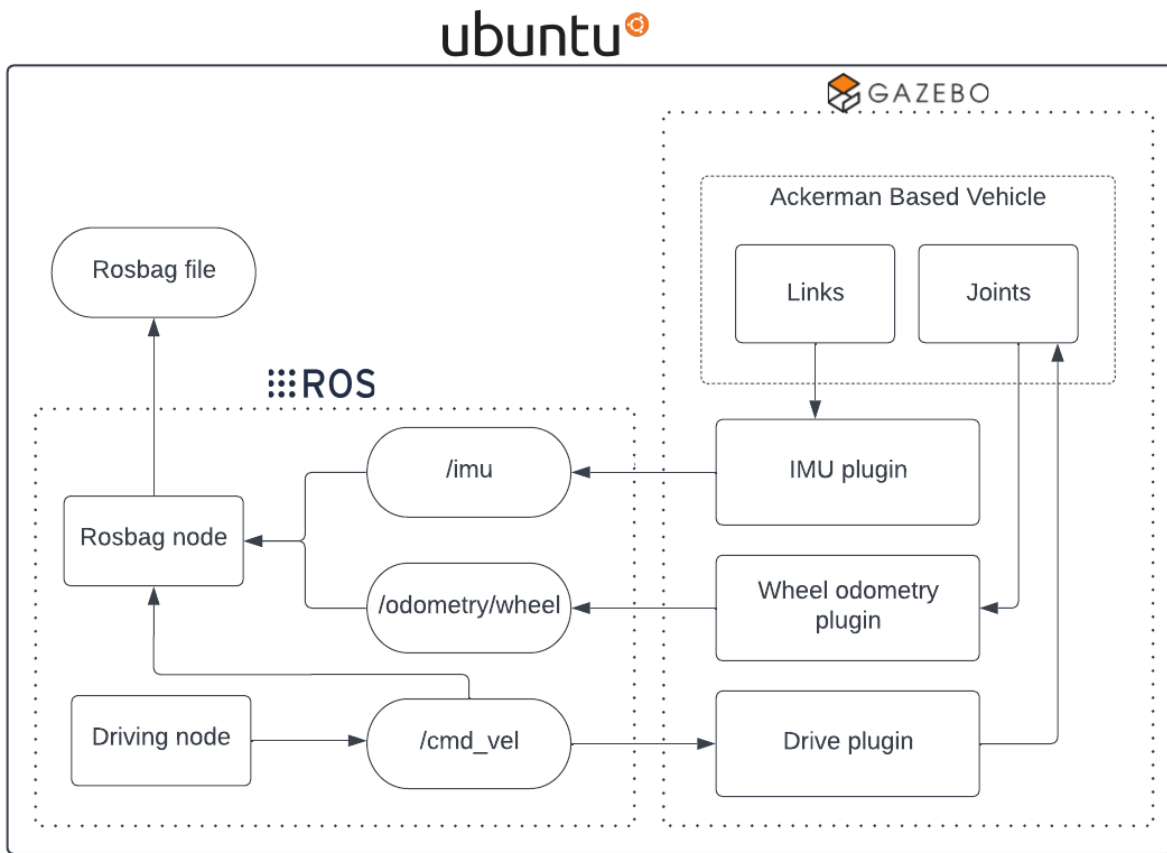 ubuntu
GAZEBO
Ackerman Based Vehicle
Rosbag file
Links
Joints
ROS
/imu
IMU plugin
Rosbag node
/odometry/wheel
Wheel odometry
plugin
Driving node
/cmd_vel
Drive plugin